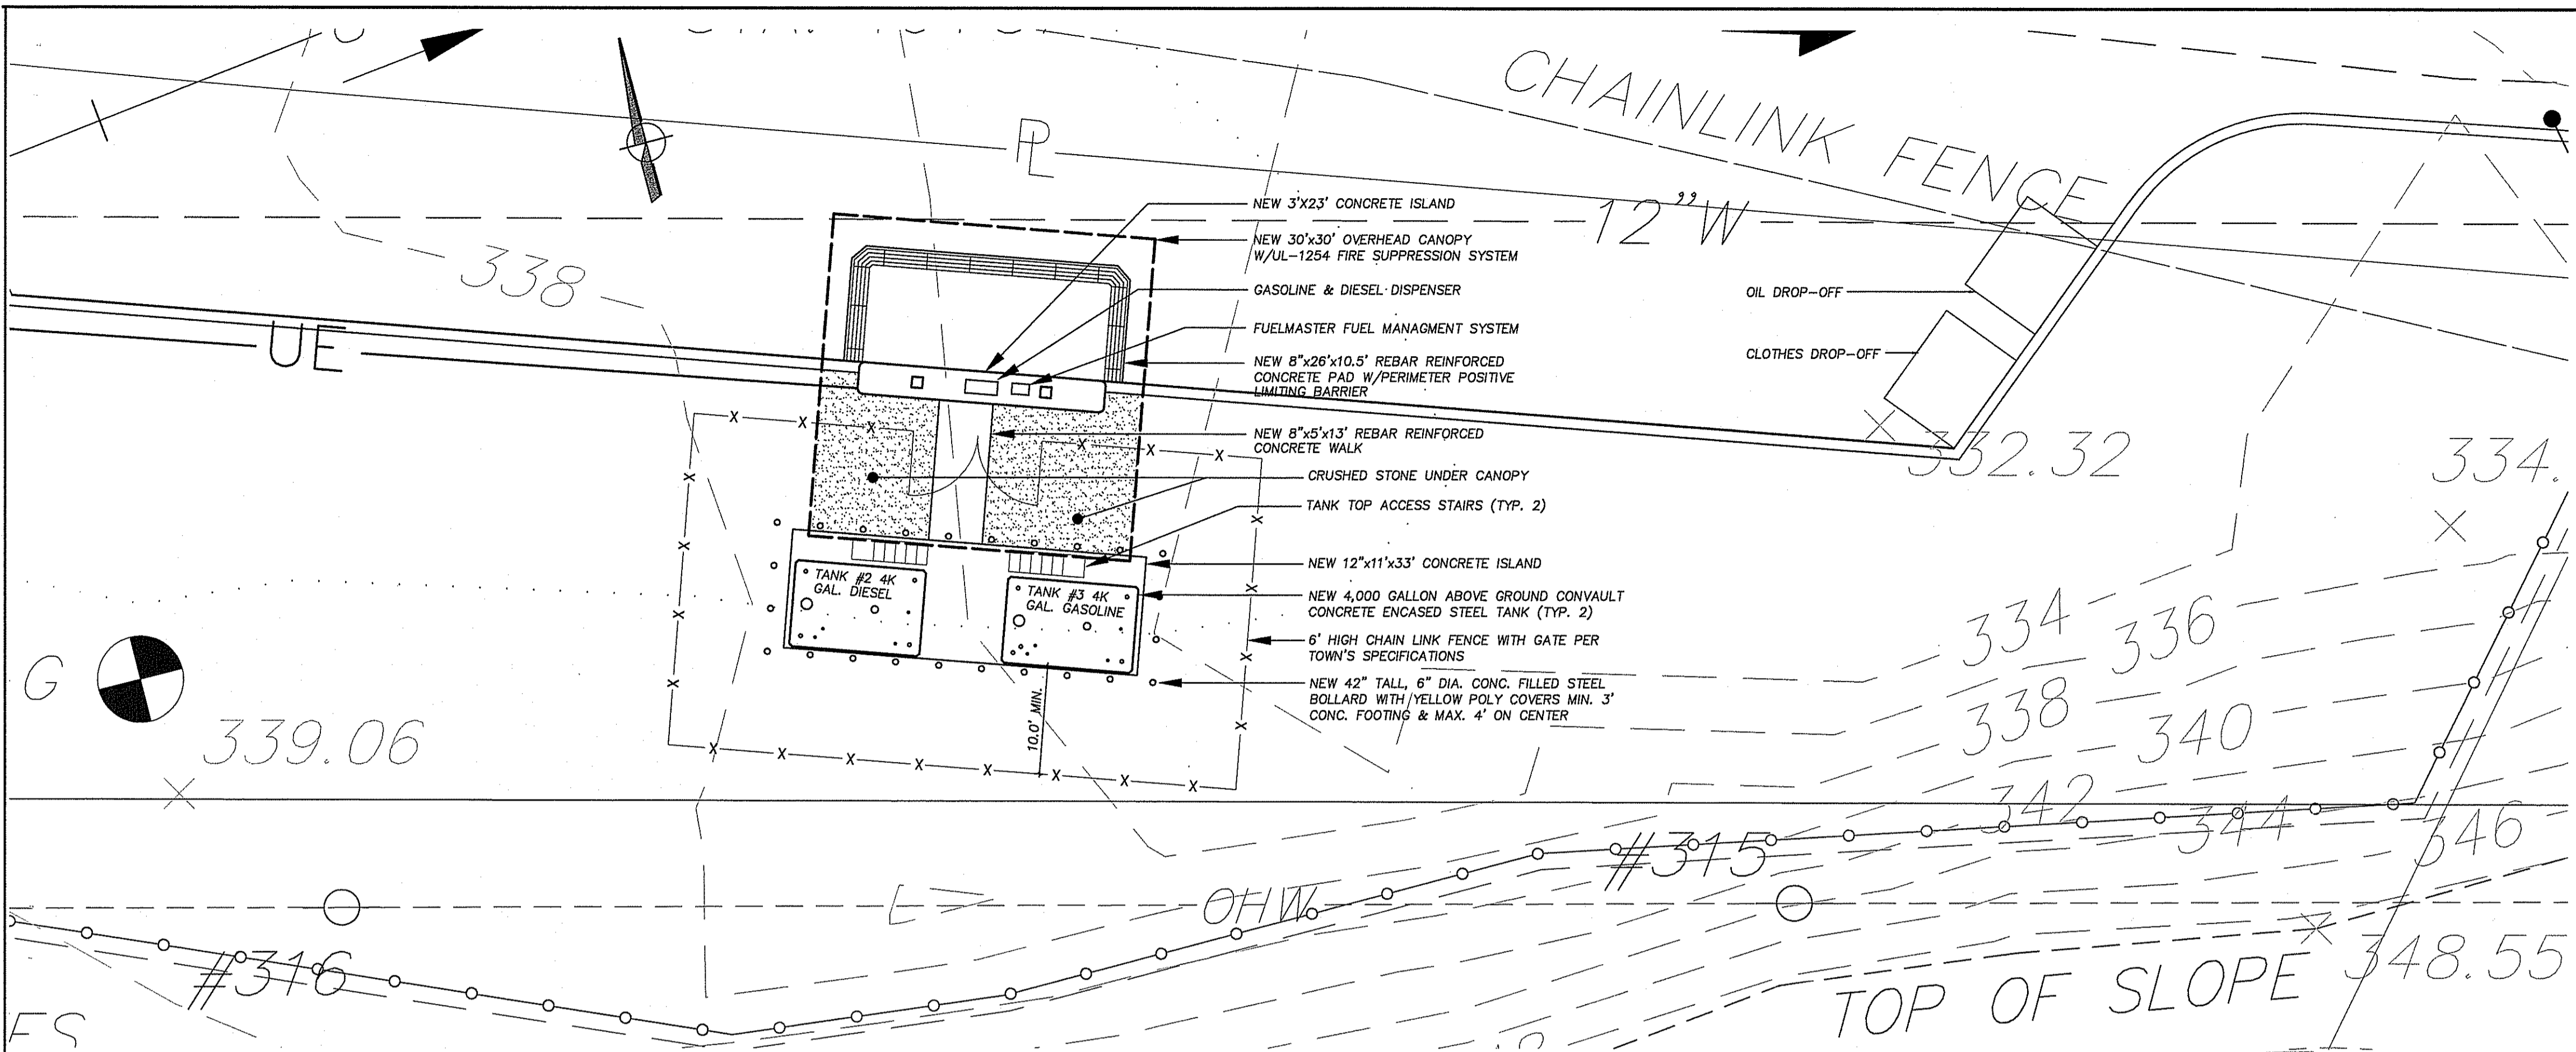 CHAINLINK FENCE
PL
12"W
338
UE
NEW 3'X23' CONCRETE ISLAND
NEW 30'x30' OVERHEAD CANOPY
W/UL-1254 FIRE SUPPRESSION SYSTEM
GASOLINE & DIESEL DISPENSER
FUELMASTER FUEL MANAGMENT SYSTEM
NEW 8"x26'x10.5' REBAR REINFORCED
CONCRETE PAD W/PERIMETER POSITIVE
LIMITING BARRIER
NEW 8"x5'x13' REBAR REINFORCED
CONCRETE WALK
CRUSHED STONE UNDER CANOPY
TANK TOP ACCESS STAIRS (TYP. 2)
NEW 12"x11'x33' CONCRETE ISLAND
NEW 4,000 GALLON ABOVE GROUND CONVAULT
CONCRETE ENCASED STEEL TANK (TYP. 2)
6' HIGH CHAIN LINK FENCE WITH GATE PER
TOWN'S SPECIFICATIONS
NEW 42" TALL, 6" DIA. CONC. FILLED STEEL
BOLLARD WITH YELLOW POLY COVERS MIN. 3'
CONC. FOOTING & MAX. 4' ON CENTER
OIL DROP-OFF
CLOTHES DROP-OFF
332.32
334.
TANK #2 4K
GAL. DIESEL
TANK #3 4K
GAL. GASOLINE
10.0' MIN.
G
339.06
334
336
338
340
342
344
346
#315
OHW
#316
348.55
TOP OF SLOPE